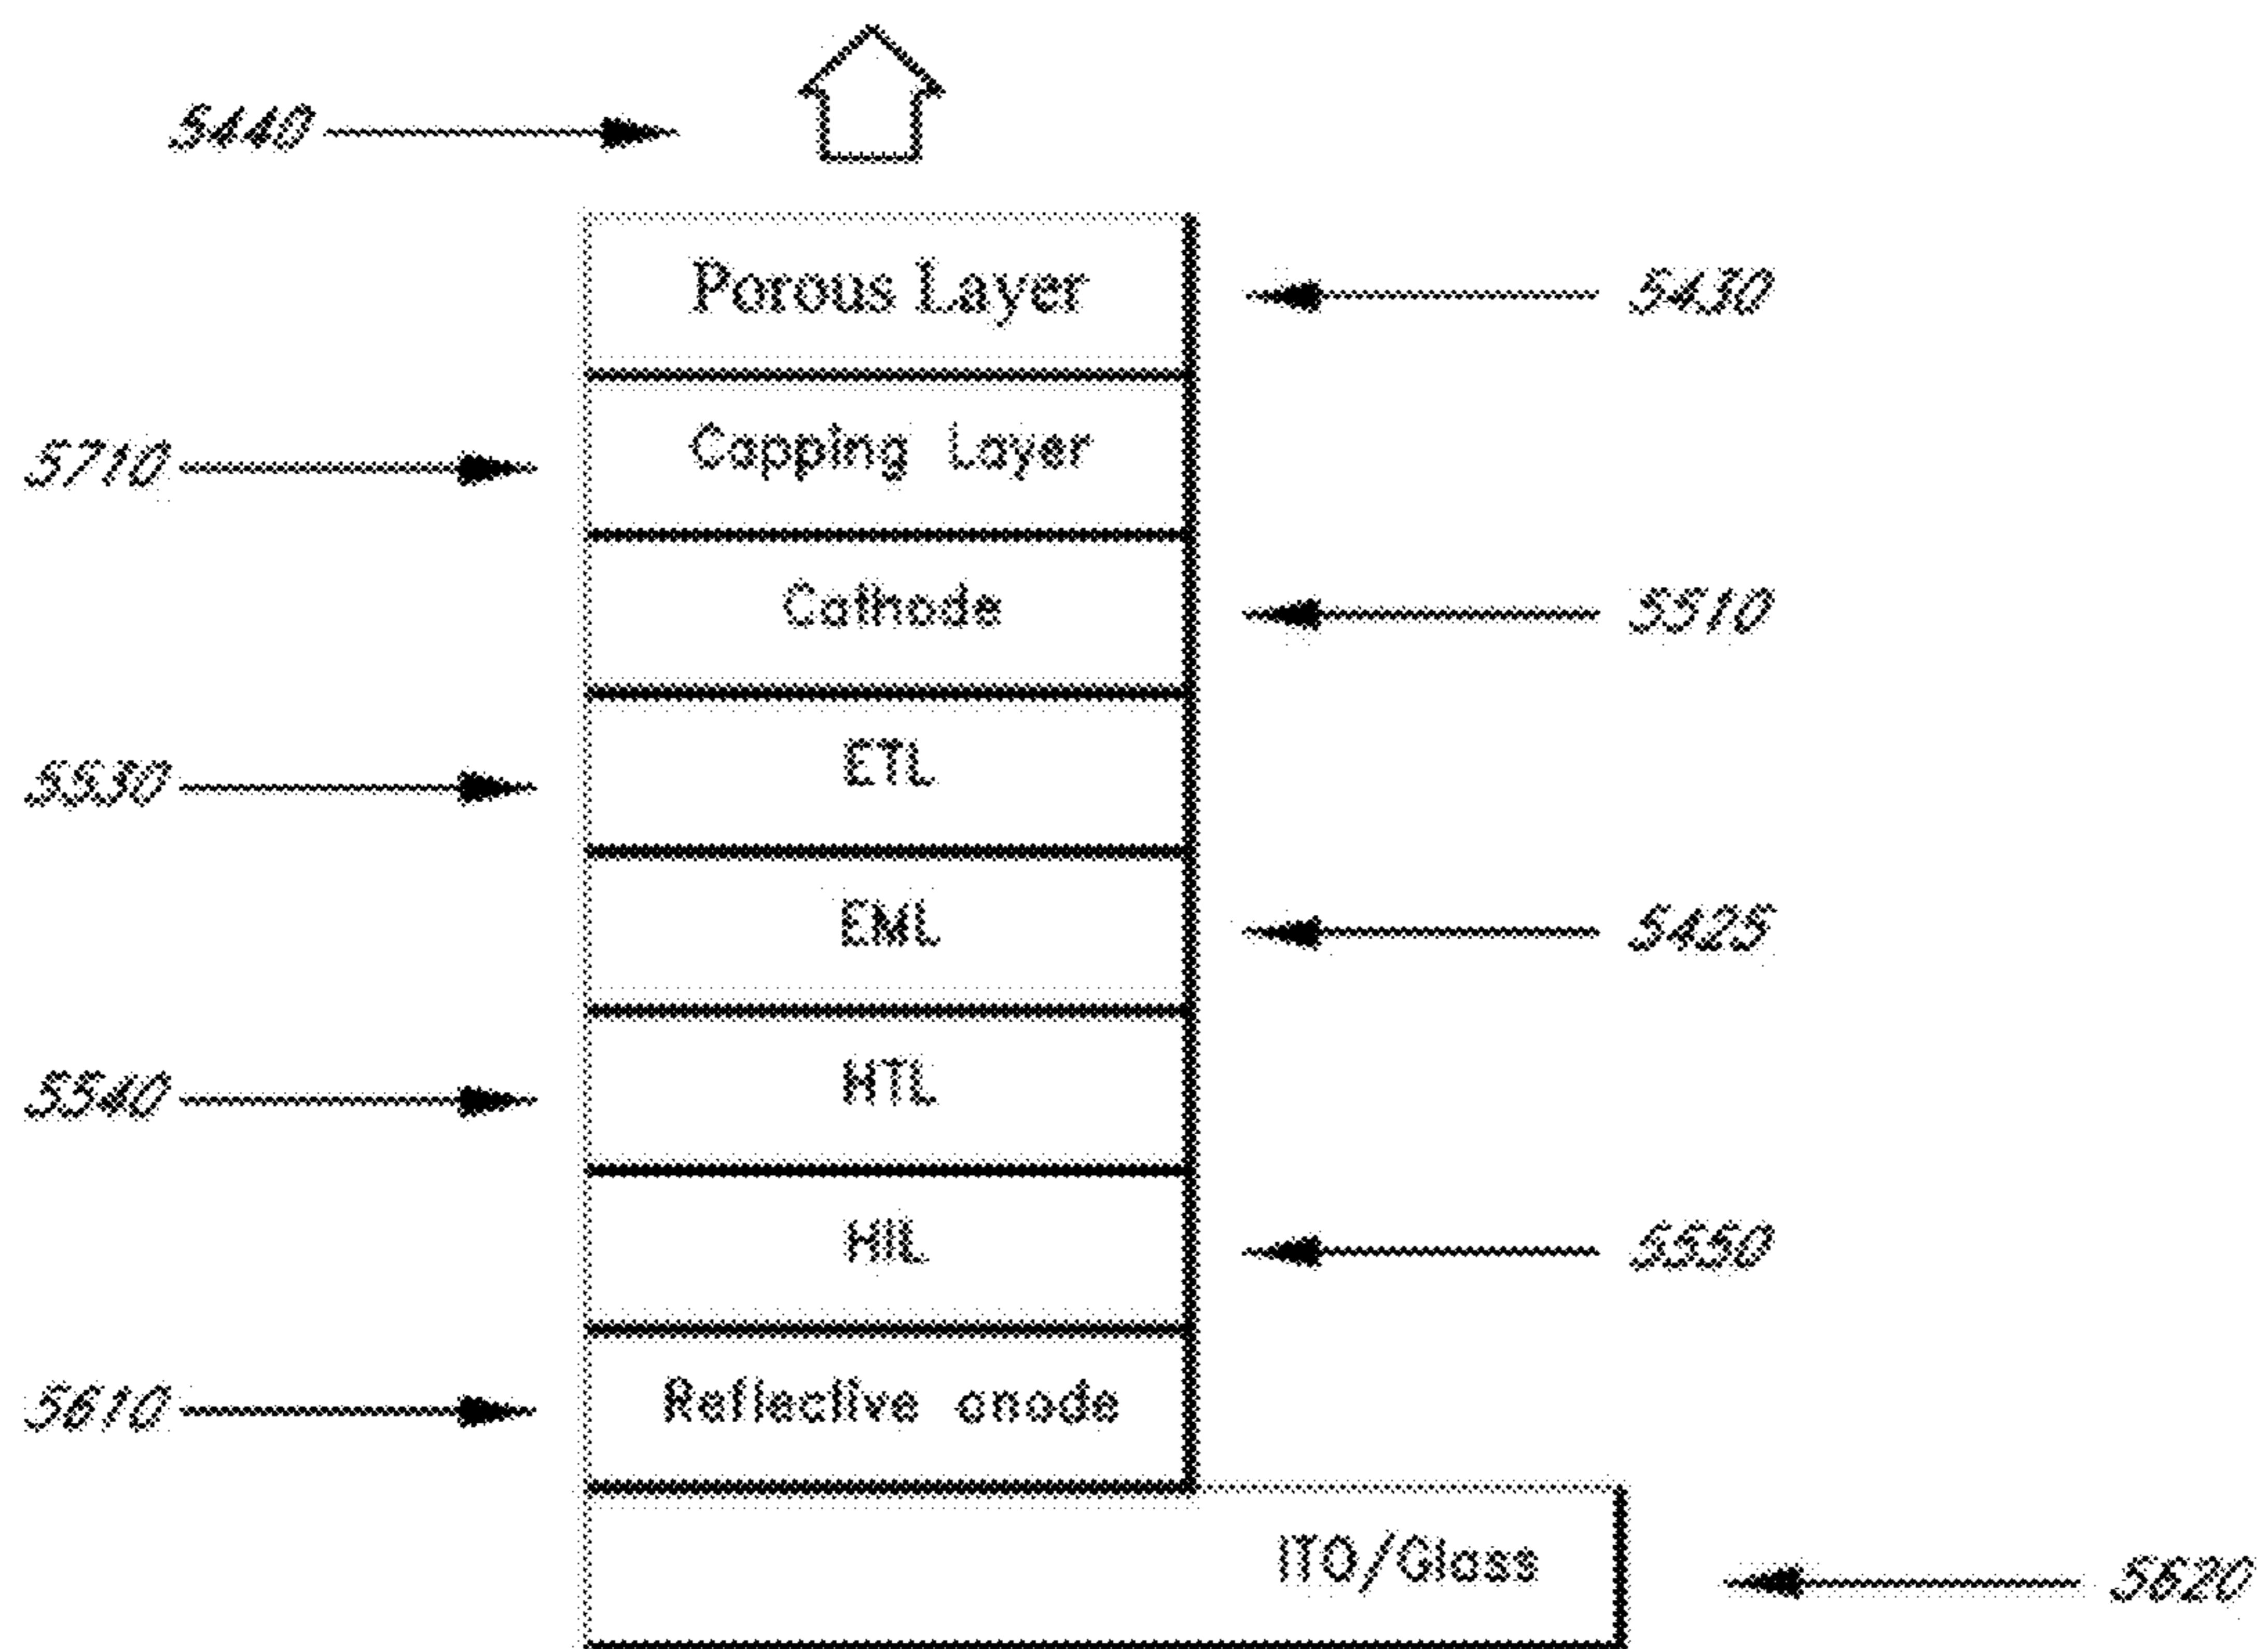 5440
Porous Layer
5430
Capping Layer
5710
Cathode
5510
ETL
5530
EML
5425
HTL
5540
HIL
5550
Reflective anode
5610
ITO/Glass
5620